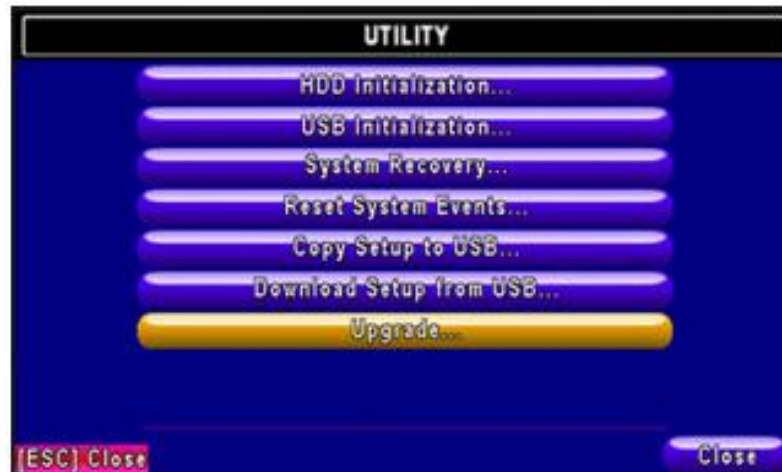 UTILITY
HDD Initialization...
USB Initialization...
System Recovery...
Reset System Events...
Copy Setup to USB...
Download Setup from USB...
Upgrade...
[ESC] Close
Close